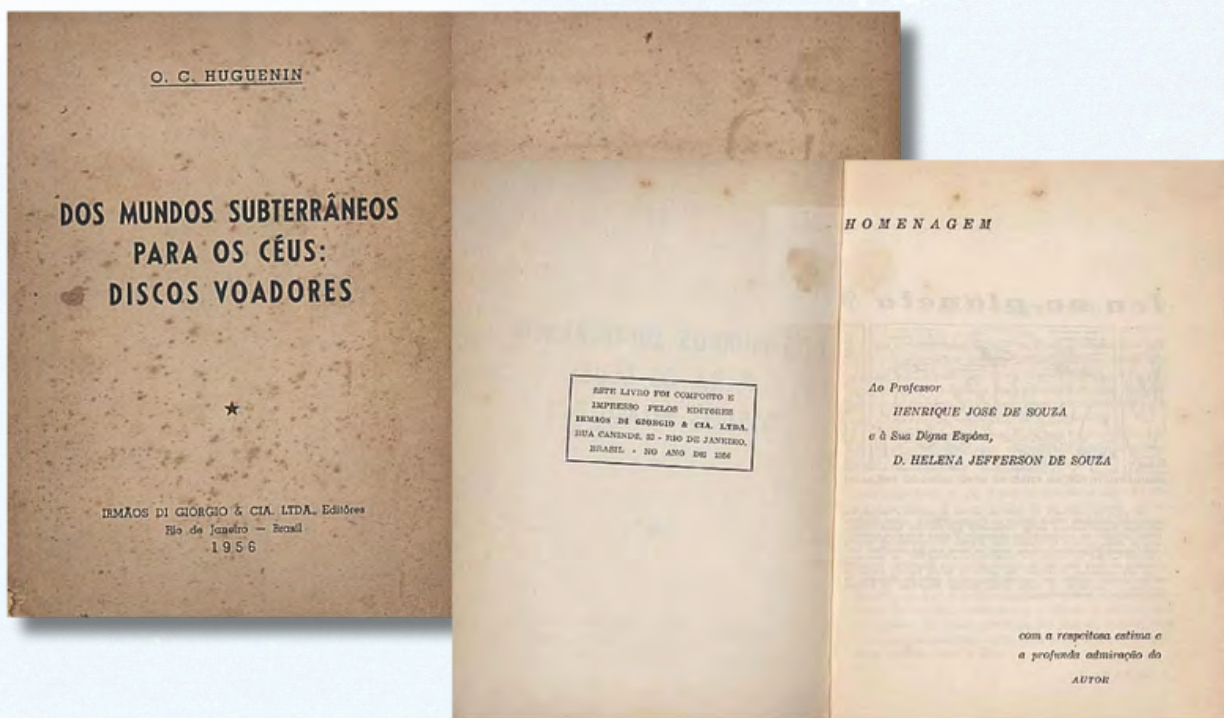 O. C. HUGUENIN
DOS MUNDOS SUBTERRÂNEOS
PARA OS CÉUS:
DISCOS VOADORES
IRMÃOS DI GIORGIO & CIA. LTDA., Editôres
Rio de Janeiro — Brasil
1956
ESTE LIVRO FOI COMPOSTO E
IMPRESSO PELOS EDITORES
IRMÃOS DI GIORGIO & CIA. LTDA.
RUA CANINDÉ, 32 - RIO DE JANEIRO,
BRASIL - NO ANO DE 1956
HOMENAGEM
Ao Professor
HENRIQUE JOSÉ DE SOUZA
e à Sua Digna Espôsa,
D. HELENA JEFFERSON DE SOUZA
com a respeitosa estima e
a profunda admiração do
AUTOR